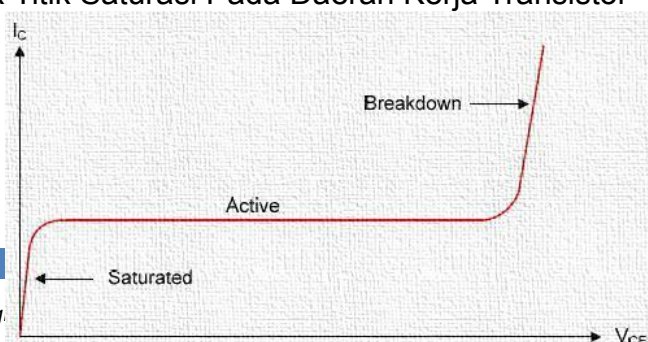 Titik Saturasi Pada Daerah Kerja Transistor
IC
Breakdown
Active
Saturated
VCE